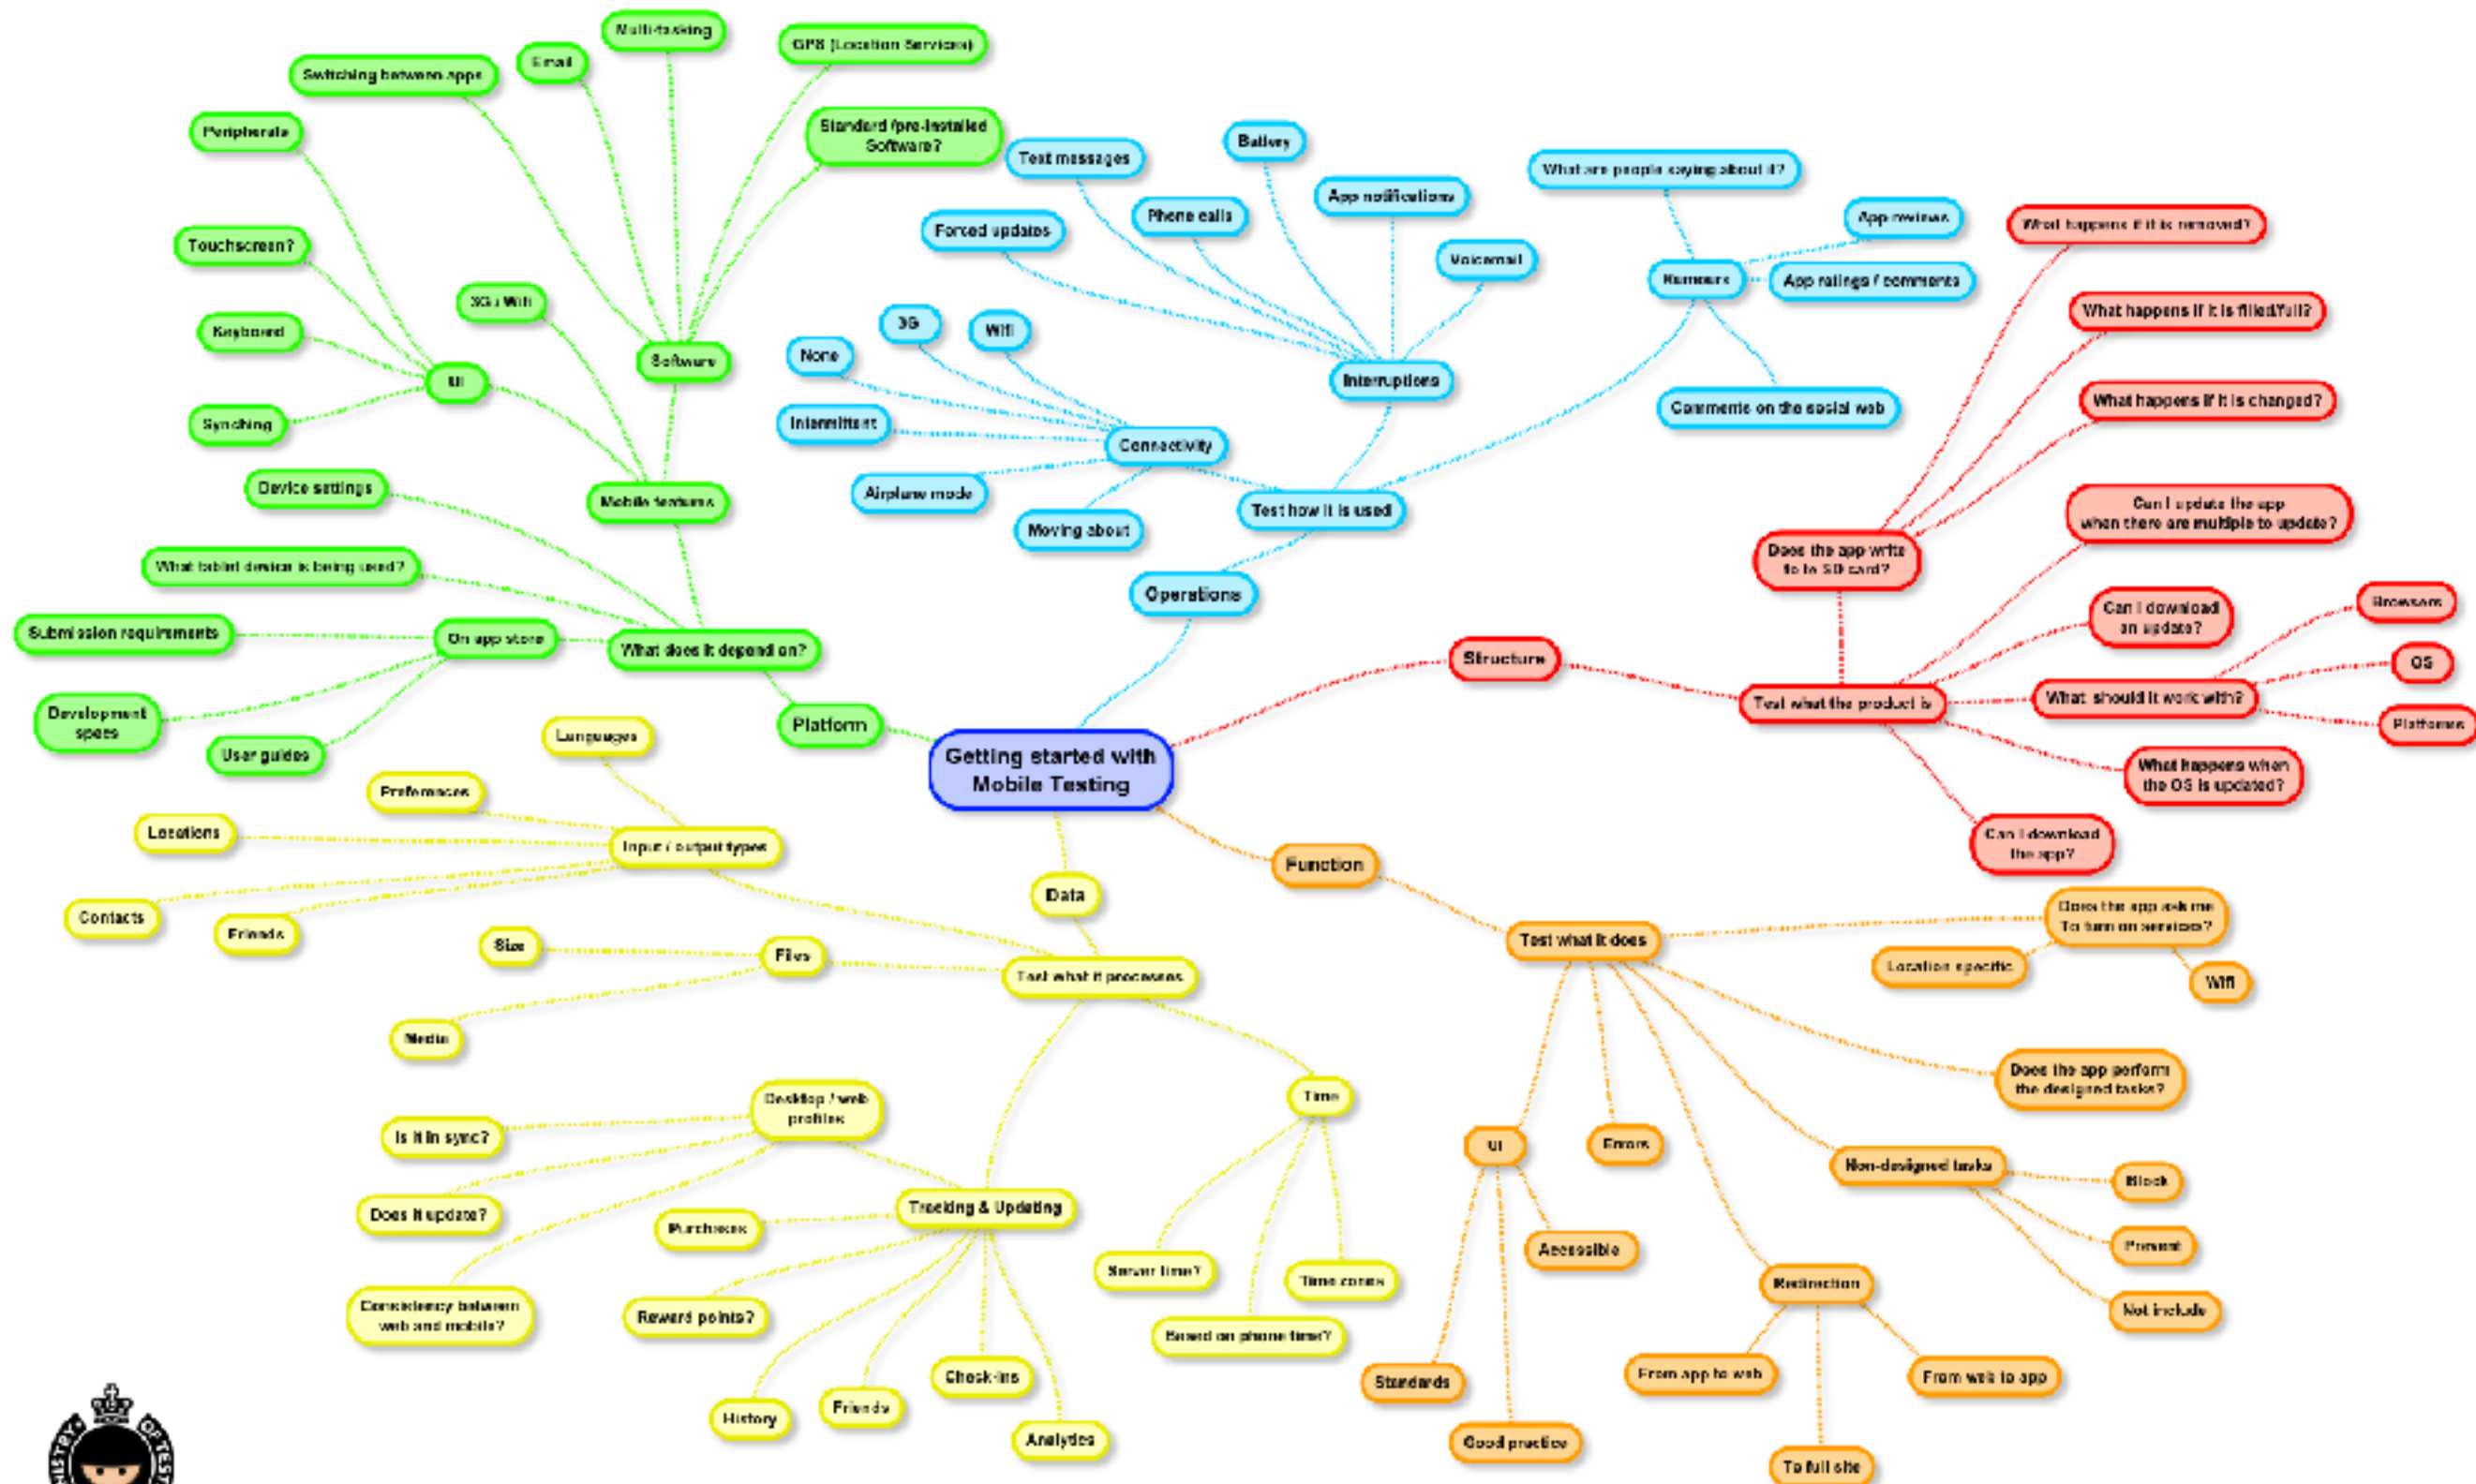 Multi-tasking
GPS (Location Services)
Email
Switching between apps
Peripherals
Standard /pre-installed
Software?
Touchscreen?
3G / Wifi
Keyboard
Software
UI
Synching
Device settings
Mobile features
What tablet device is being used?
Submission requirements
On app store
What does it depend on?
Development
specs
User guides
Platform
Text messages
Battery
App notifications
Phone calls
Forced updates
Voicemail
3G
Wifi
None
Interruptions
Intermittent
Connectivity
Airplane mode
Moving about
Test how it is used
Operations
What are people saying about it?
App reviews
Rumours
App ratings / comments
Comments on the social web
What happens if it is removed?
What happens if it is filled/full?
What happens if it is changed?
Can I update the app
when there are multiple to update?
Does the app write
to to SD card?
Can I download
an update?
Browsers
OS
Structure
Test what the product is
What should it work with?
Platforms
What happens when
the OS is updated?
Can I download
the app?
Getting started with
Mobile Testing
Languages
Preferences
Locations
Input / output types
Contacts
Friends
Data
Size
Files
Test what it processes
Media
Time
Desktop / web
profiles
Is it in sync?
Does it update?
Tracking & Updating
Purchases
Consistency between
web and mobile?
Reward points?
History
Friends
Check-ins
Analytics
Server time?
Time zones
Based on phone time?
Function
Test what it does
Does the app ask me
To turn on services?
Location specific
Wifi
Does the app perform
the designed tasks?
UI
Errors
Non-designed tasks
Block
Prevent
Not include
Accessible
Redirection
Standards
Good practice
From app to web
From web to app
To full site